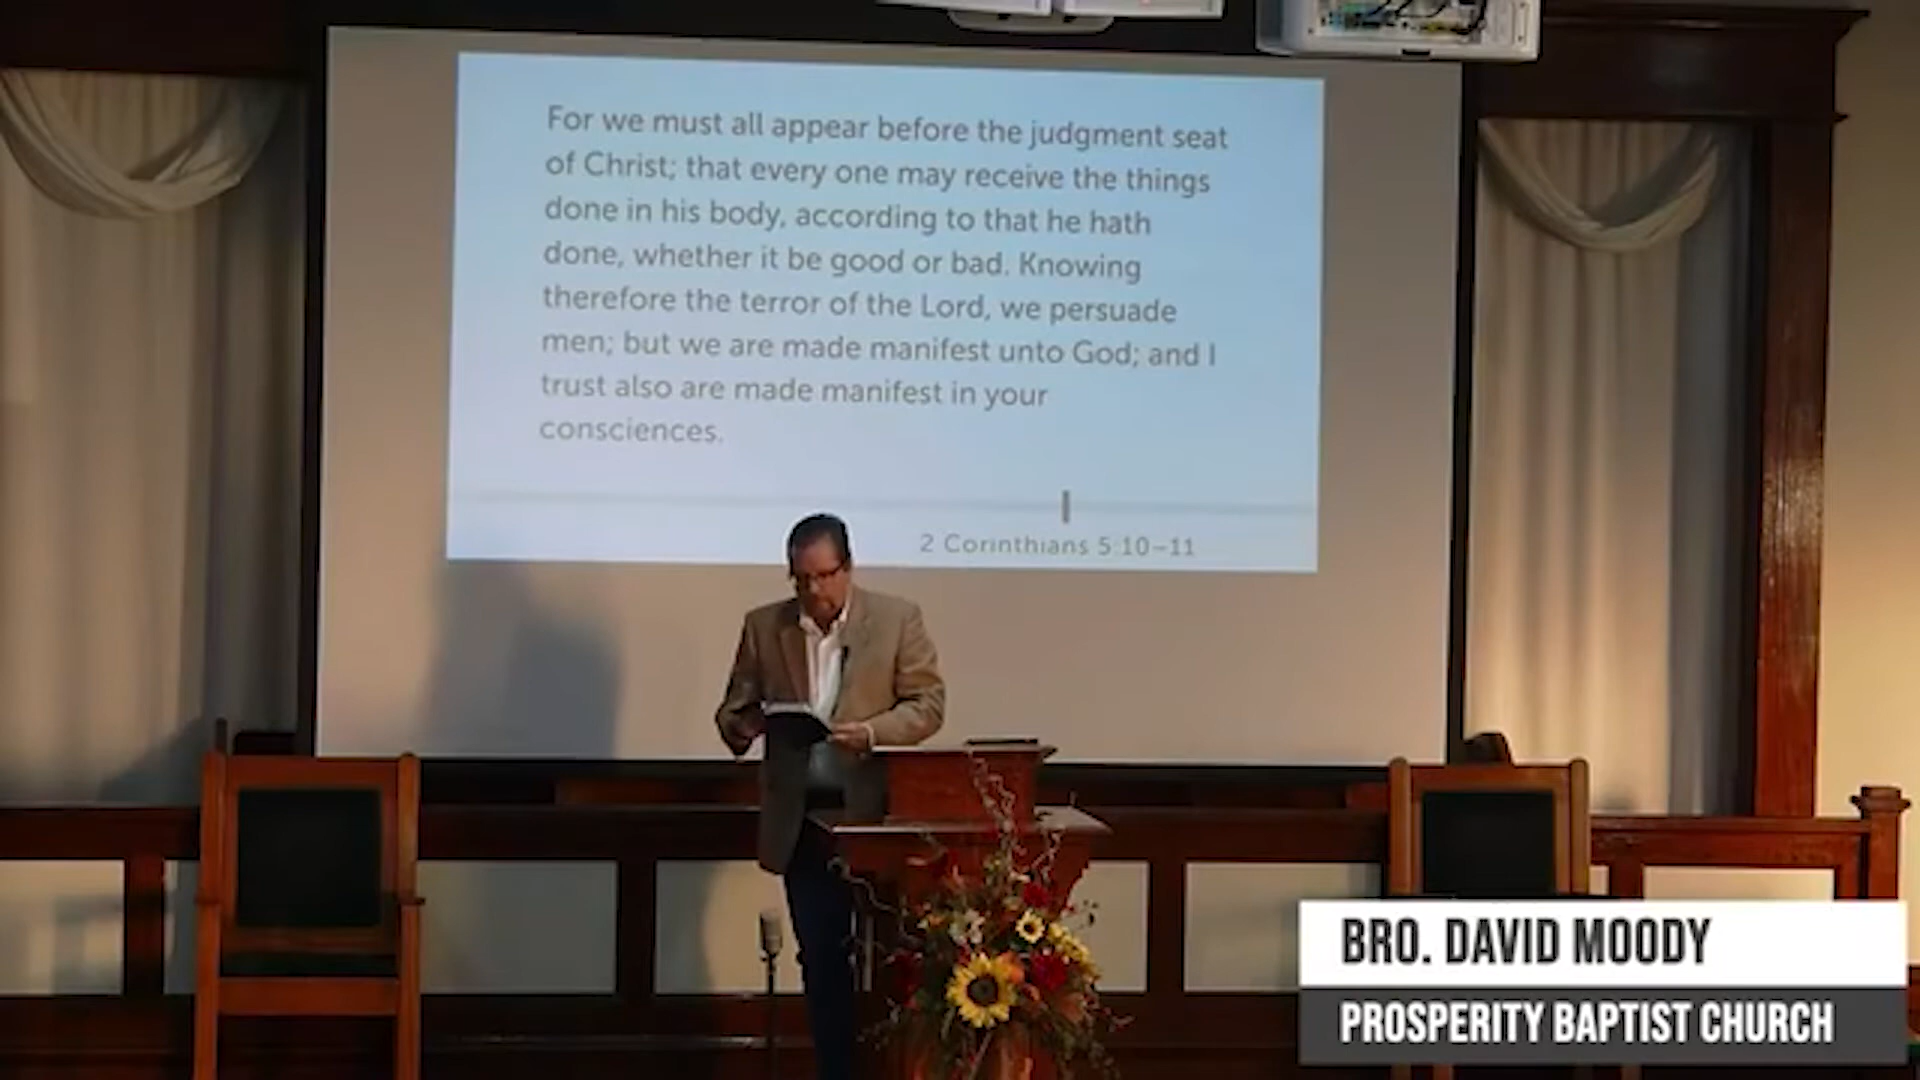 For we must all appear before the judgment seat
of Christ; that every one may receive the things
done in his body, according to that he hath
done, whether it be good or bad. Knowing
therefore the terror of the Lord, we persuade
men; but we are made manifest unto God; and I
trust also are made manifest in your
consciences.
2 Corinthians 5:10–11
BRO. DAVID MOODY
PROSPERITY BAPTIST CHURCH